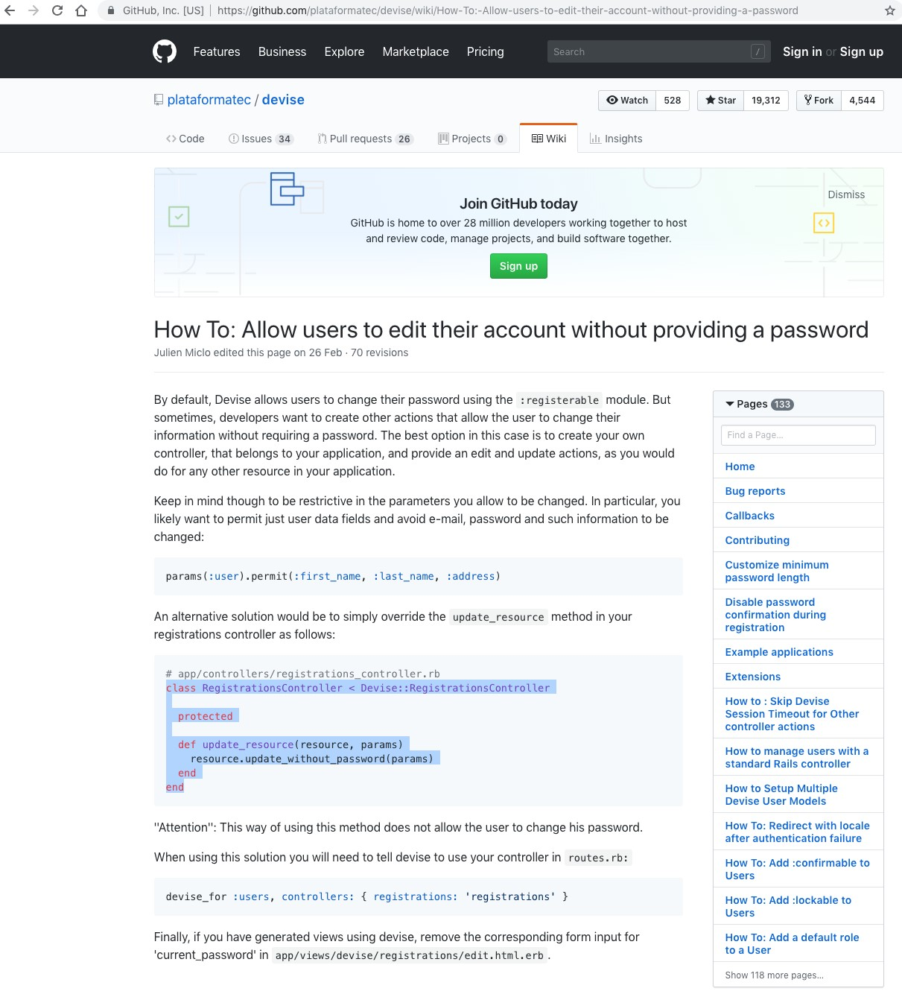 GitHub, Inc. [US] | https://github.com/plataformatec/devise/wiki/How-To:-Allow-users-to-edit-their-account-without-providing-a-password
Features Business Explore Marketplace Pricing Search / Sign in or Sign up
plataformatec / devise
Watch 528 Star 19,312 Fork 4,544
<> Code Issues 34 Pull requests 26 Projects 0 Wiki Insights
Dismiss
Join GitHub today
GitHub is home to over 28 million developers working together to host
and review code, manage projects, and build software together.
Sign up
How To: Allow users to edit their account without providing a password
Julien Miclo edited this page on 26 Feb · 70 revisions
By default, Devise allows users to change their password using the :registerable module. But
sometimes, developers want to create other actions that allow the user to change their
information without requiring a password. The best option in this case is to create your own
controller, that belongs to your application, and provide an edit and update actions, as you would
do for any other resource in your application.
Keep in mind though to be restrictive in the parameters you allow to be changed. In particular, you
likely want to permit just user data fields and avoid e-mail, password and such information to be
changed:
params(:user).permit(:first_name, :last_name, :address)
An alternative solution would be to simply override the update_resource method in your
registrations controller as follows:
# app/controllers/registrations_controller.rb
class RegistrationsController < Devise::RegistrationsController
protected
def update_resource(resource, params)
resource.update_without_password(params)
end
end
"Attention": This way of using this method does not allow the user to change his password.
When using this solution you will need to tell devise to use your controller in routes.rb:
devise_for :users, controllers: { registrations: 'registrations' }
Finally, if you have generated views using devise, remove the corresponding form input for
'current_password' in app/views/devise/registrations/edit.html.erb .
Pages 133
Find a Page...
Home
Bug reports
Callbacks
Contributing
Customize minimum
password length
Disable password
confirmation during
registration
Example applications
Extensions
How to : Skip Devise
Session Timeout for Other
controller actions
How to manage users with a
standard Rails controller
How to Setup Multiple
Devise User Models
How To: Redirect with locale
after authentication failure
How To: Add :confirmable to
Users
How To: Add :lockable to
Users
How To: Add a default role
to a User
Show 118 more pages...